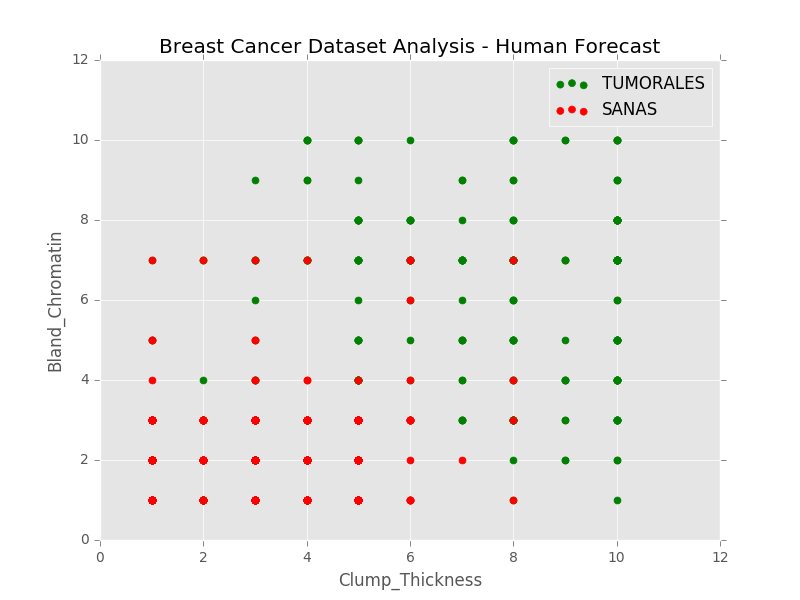 Breast Cancer Dataset Analysis - Human Forecast
TUMORALES
SANAS
12
10
8
6
4
2
0
Bland_Chromatin
0 2 4 6 8 10 12
Clump_Thickness